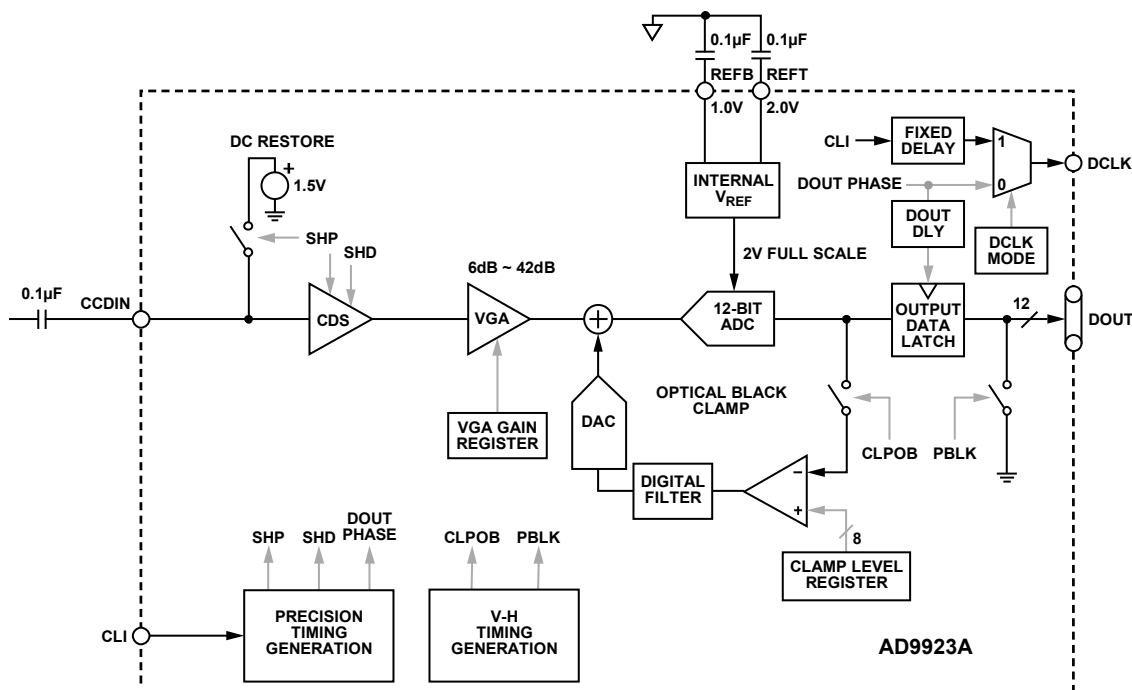 0.1µF 0.1µF
REFB REFT
1.0V 2.0V
DC RESTORE
+
1.5V
CLI
FIXED
DELAY
1
0
DCLK
DOUT PHASE
INTERNAL
VREF
DOUT
DLY
DCLK
MODE
SHP
SHD
2V FULL SCALE
6dB ~ 42dB
0.1µF
CCDIN
CDS
VGA
+
12-BIT
ADC
OUTPUT
DATA
LATCH
12
DOUT
OPTICAL BLACK
CLAMP
VGA GAIN
REGISTER
DAC
CLPOB
PBLK
DIGITAL
FILTER
–
+
8
CLAMP LEVEL
REGISTER
SHP SHD DOUT
PHASE
CLPOB PBLK
CLI
PRECISION
TIMING
GENERATION
V-H
TIMING
GENERATION
AD9923A